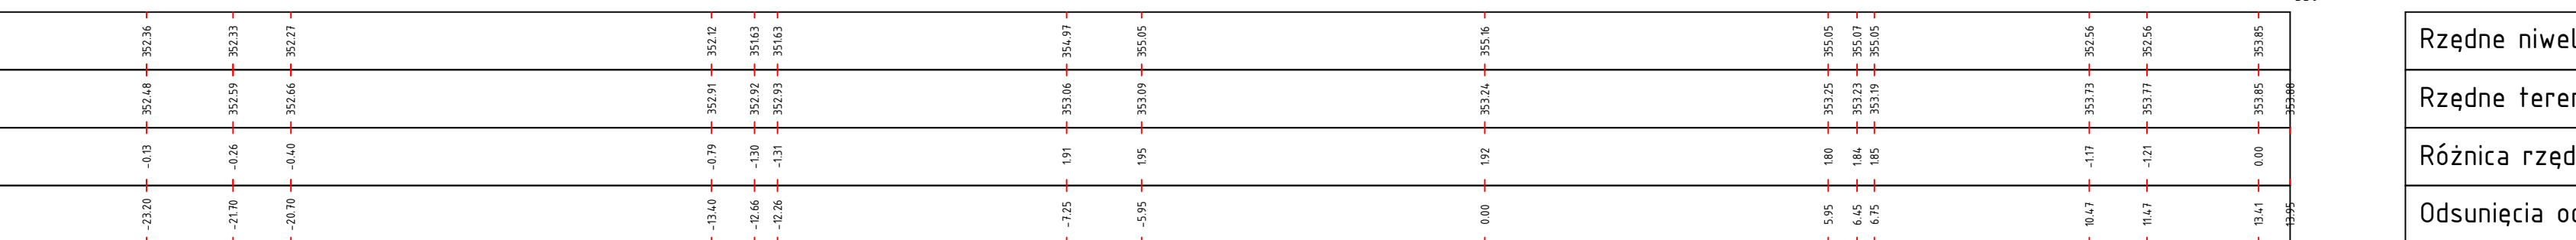 352.36 352.33 352.27 352.12 351.63 351.63 354.97 355.05 355.16 355.05 355.07 355.05 352.56 352.56 353.85 Rzędne niwel
352.48 352.59 352.66 352.91 352.92 352.93 353.06 353.09 353.24 353.25 353.23 353.19 353.73 353.77 353.85 353.88 Rzędne teren
-0.13 -0.26 -0.40 -0.79 -1.30 -1.31 1.91 1.95 1.92 1.80 1.84 1.85 -1.17 -1.21 0.00 Różnica rzęd
-23.20 -21.70 -20.70 -13.40 -12.66 -12.26 -7.25 -5.95 0.00 5.95 6.45 6.75 10.47 11.47 13.41 13.95 Odsunięcia od